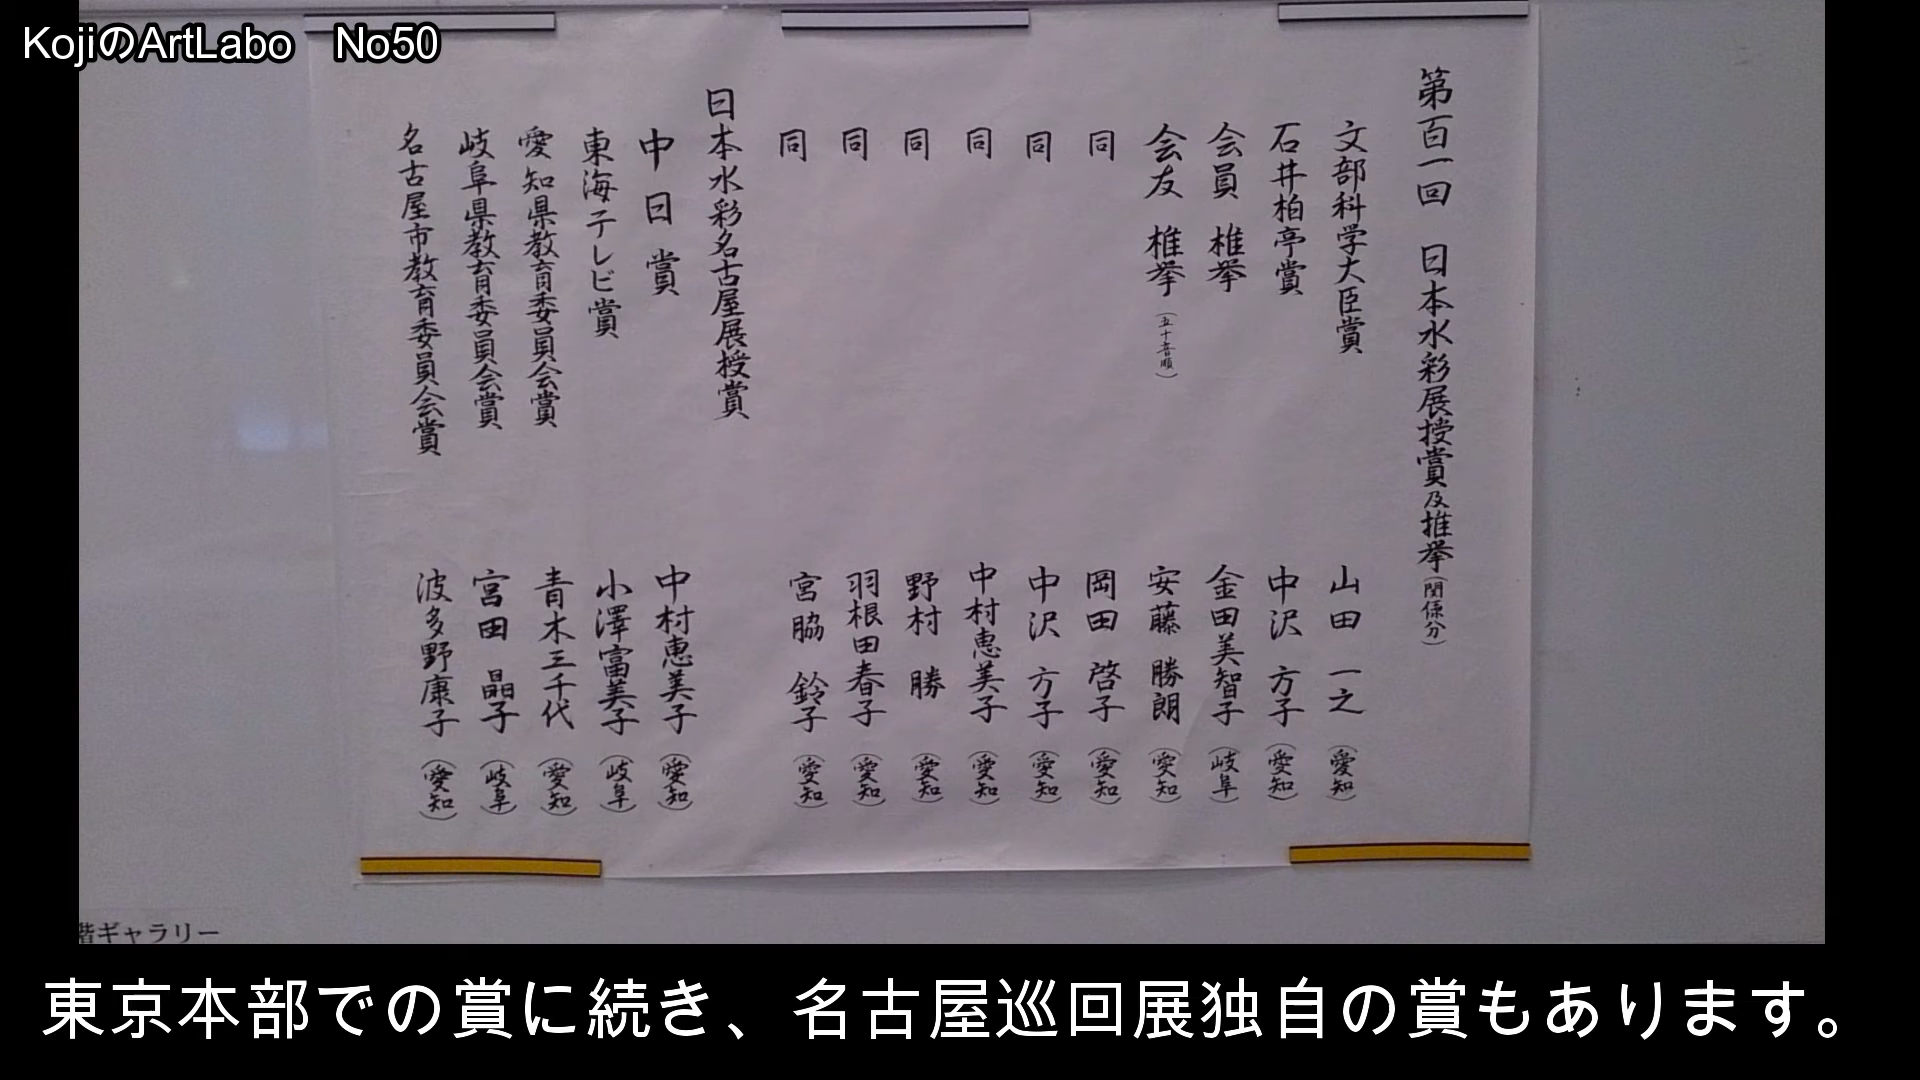 KojiのArtLabo　No50
第百一回　日本水彩展授賞及推挙（関係分）
文部科学大臣賞　山田一之（愛知）
石井柏亭賞　中沢方子（愛知）
会員推挙　金田美智子（岐阜）
会友推挙（五十音順）　安藤勝朗（愛知）
同　岡田啓子（愛知）
同　中沢方子（愛知）
同　中村恵美子（愛知）
同　野村勝（愛知）
同　羽根田春子（愛知）
同　宮脇鈴子（愛知）
日本水彩名古屋展授賞
中日賞　中村恵美子（愛知）
東海テレビ賞　小澤富美子（岐阜）
愛知県教育委員会賞　青木三千代（愛知）
岐阜県教育委員会賞　宮田晶子（岐阜）
名古屋市教育委員会賞　波多野康子（愛知）
階ギャラリー
東京本部での賞に続き、名古屋巡回展独自の賞もあります。